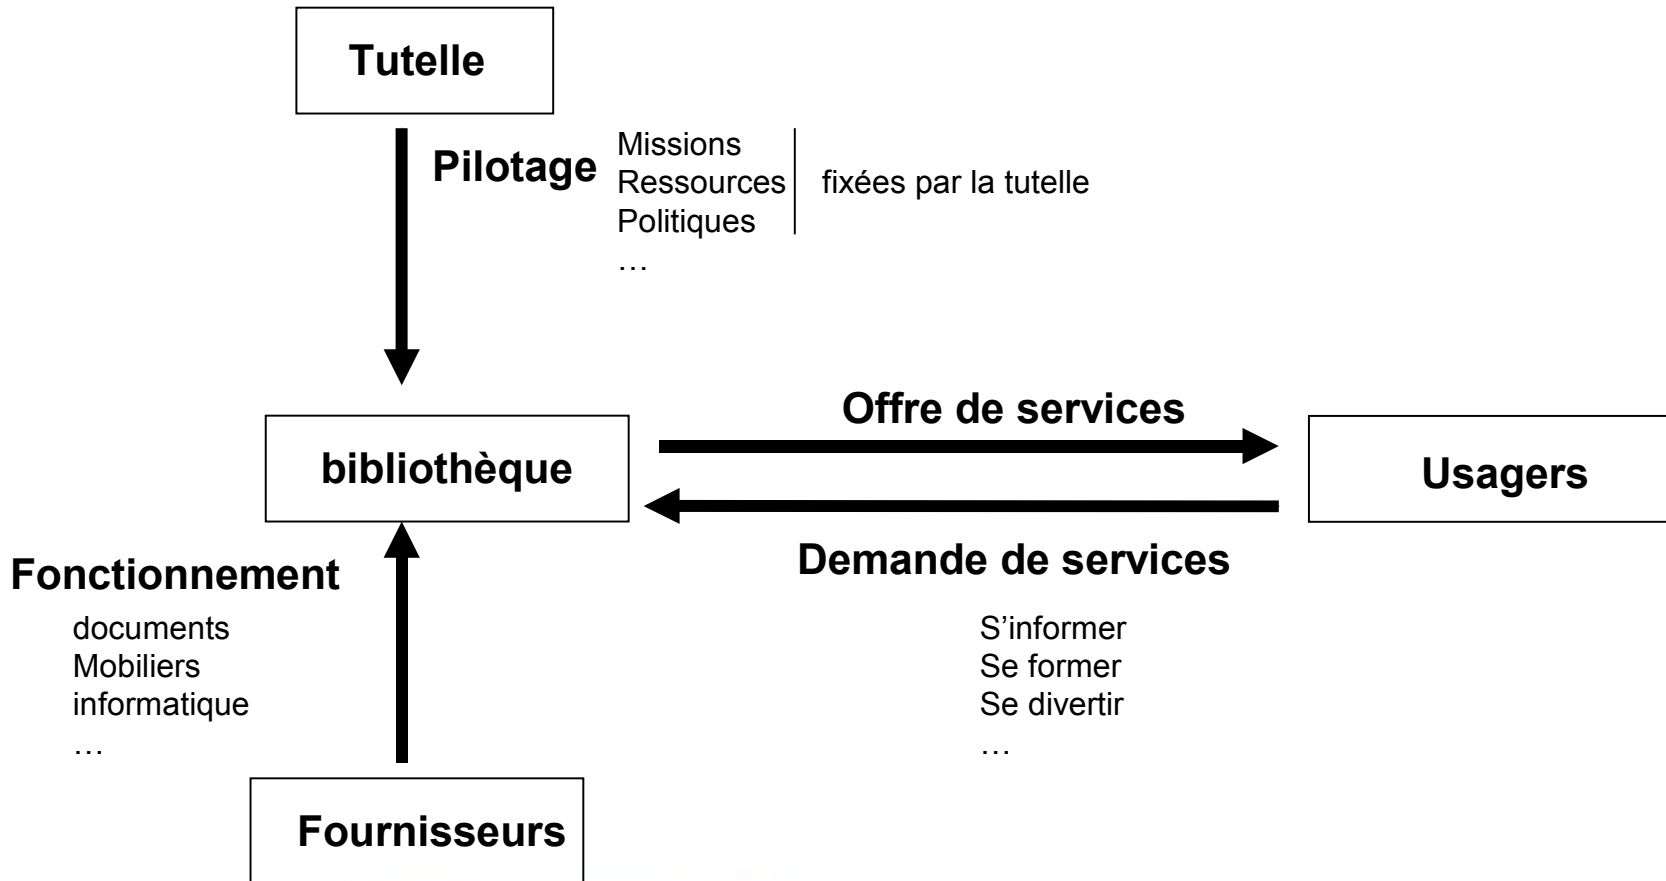 Tutelle
Pilotage
Missions
Ressources
Politiques
…
fixées par la tutelle
Offre de services
bibliothèque
Usagers
Demande de services
Fonctionnement
documents
Mobiliers
informatique
…
S’informer
Se former
Se divertir
…
Fournisseurs